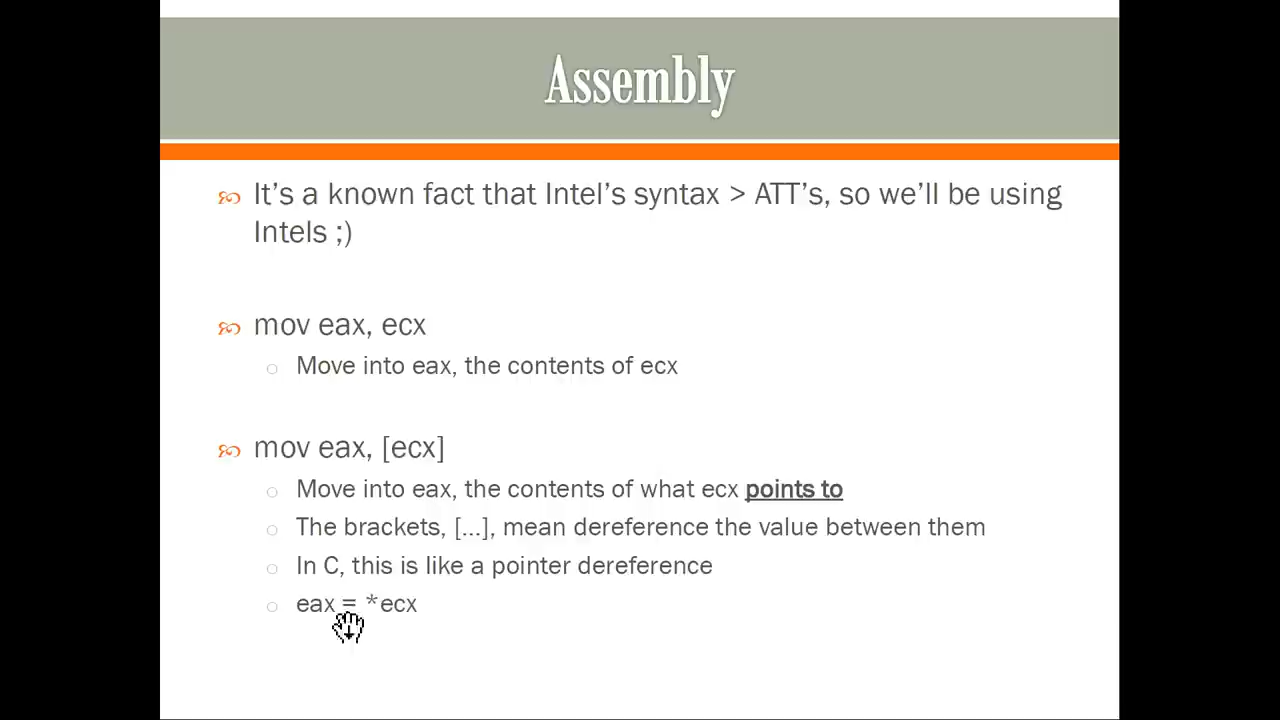 Assembly
It's a known fact that Intel's syntax > ATT's, so we'll be using
Intels ;)
mov eax, ecx
Move into eax, the contents of ecx
mov eax, [ecx]
Move into eax, the contents of what ecx points to
The brackets, [...], mean dereference the value between them
In C, this is like a pointer dereference
eax = *ecx